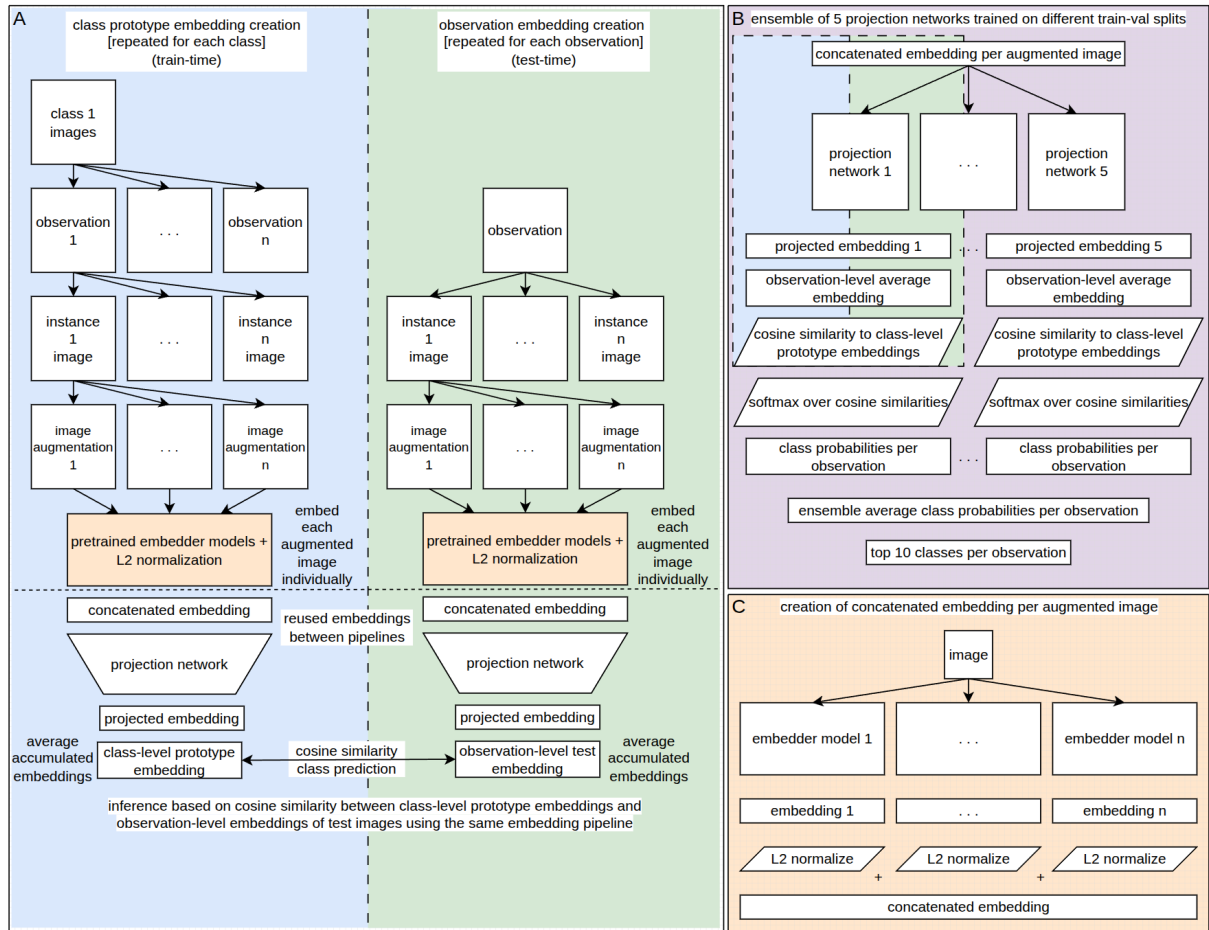 A
class prototype embedding creation
[repeated for each class]
(train-time)
class 1
images
observation
1
. . .
observation
n
instance
1
image
. . .
instance
n
image
image
augmentation
1
. . .
image
augmentation
n
pretrained embedder models +
L2 normalization
embed
each
augmented
image
individually
concatenated embedding
projection network
projected embedding
average
accumulated
embeddings
class-level prototype
embedding
observation embedding creation
[repeated for each observation]
(test-time)
observation
instance
1
image
. . .
instance
n
image
image
augmentation
1
. . .
image
augmentation
n
pretrained embedder models +
L2 normalization
embed
each
augmented
image
individually
reused embeddings
between pipelines
concatenated embedding
projection network
projected embedding
cosine similarity
class prediction
observation-level test
embedding
average
accumulated
embeddings
inference based on cosine similarity between class-level prototype embeddings and
observation-level embeddings of test images using the same embedding pipeline
B
ensemble of 5 projection networks trained on different train-val splits
concatenated embedding per augmented image
projection
network 1
. . .
projection
network 5
projected embedding 1
. . .
projected embedding 5
observation-level average
embedding
observation-level average
embedding
cosine similarity to class-level
prototype embeddings
cosine similarity to class-level
prototype embeddings
softmax over cosine similarities
softmax over cosine similarities
class probabilities per
observation
. . .
class probabilities per
observation
ensemble average class probabilities per observation
top 10 classes per observation
C
creation of concatenated embedding per augmented image
image
embedder model 1
. . .
embedder model n
embedding 1
. . .
embedding n
L2 normalize
+
L2 normalize
+
L2 normalize
concatenated embedding